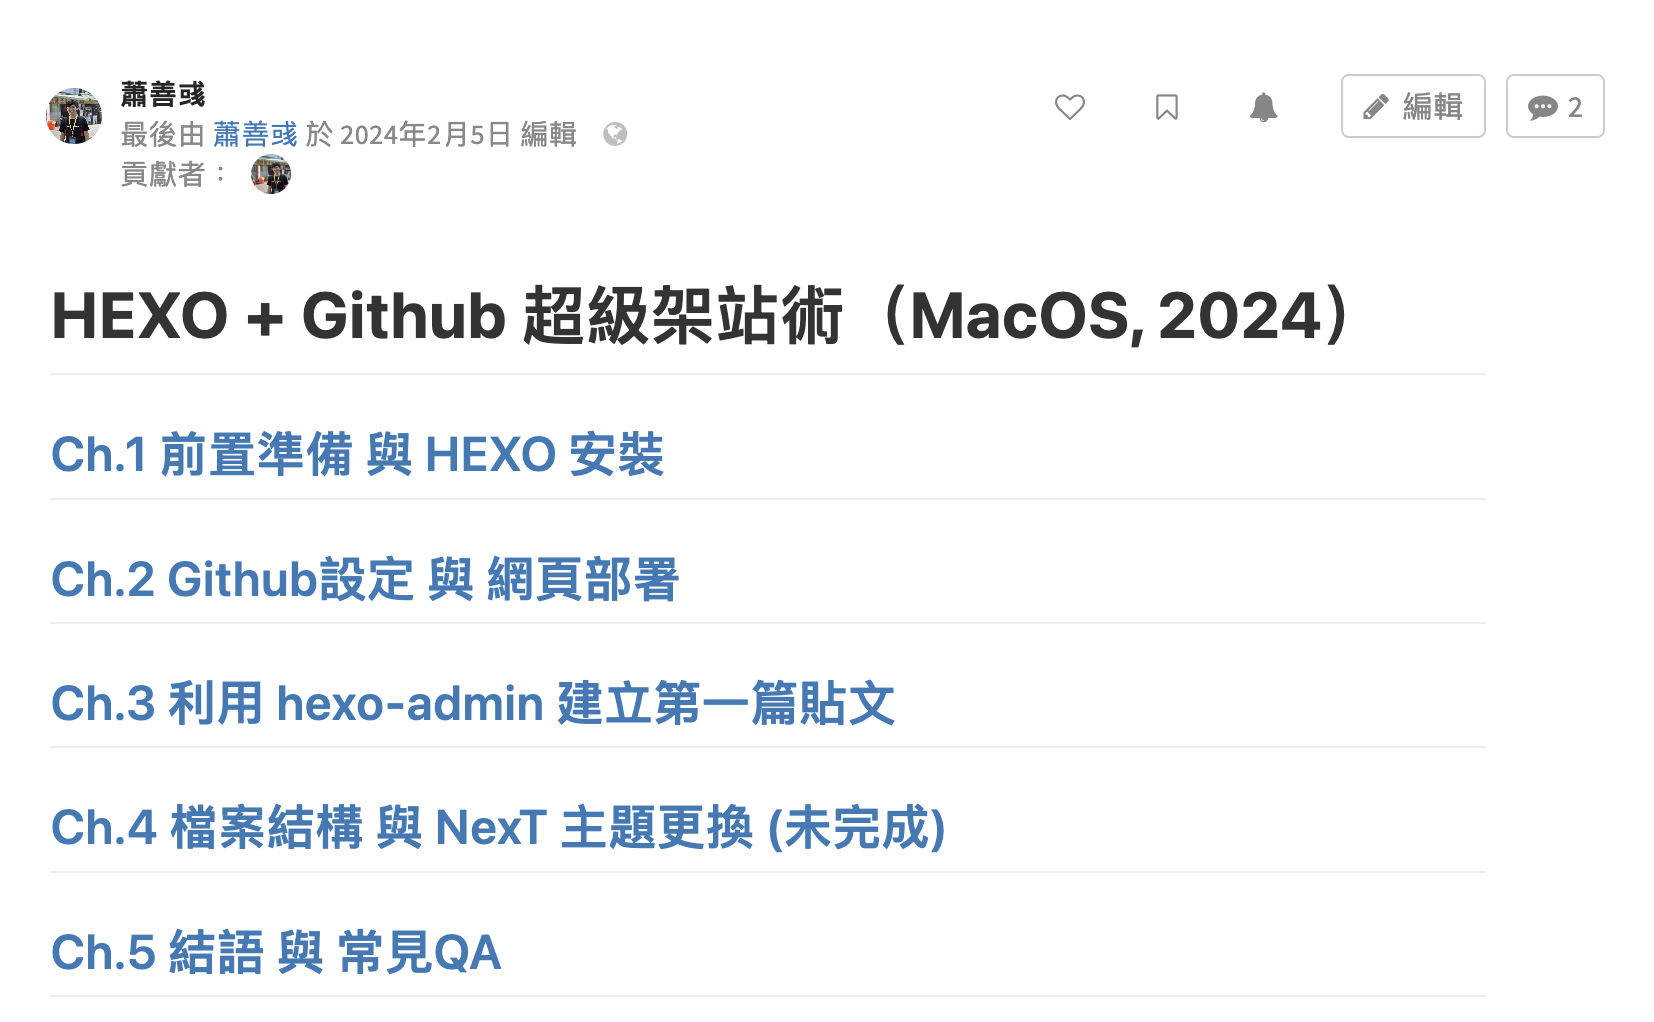 蕭善彧
最後由 蕭善彧 於 2024年2月5日 編輯
貢獻者：
編輯
2
HEXO + Github 超級架站術（MacOS, 2024）
Ch.1 前置準備 與 HEXO 安裝
Ch.2 Github設定 與 網頁部署
Ch.3 利用 hexo-admin 建立第一篇貼文
Ch.4 檔案結構 與 NexT 主題更換 (未完成)
Ch.5 結語 與 常見QA